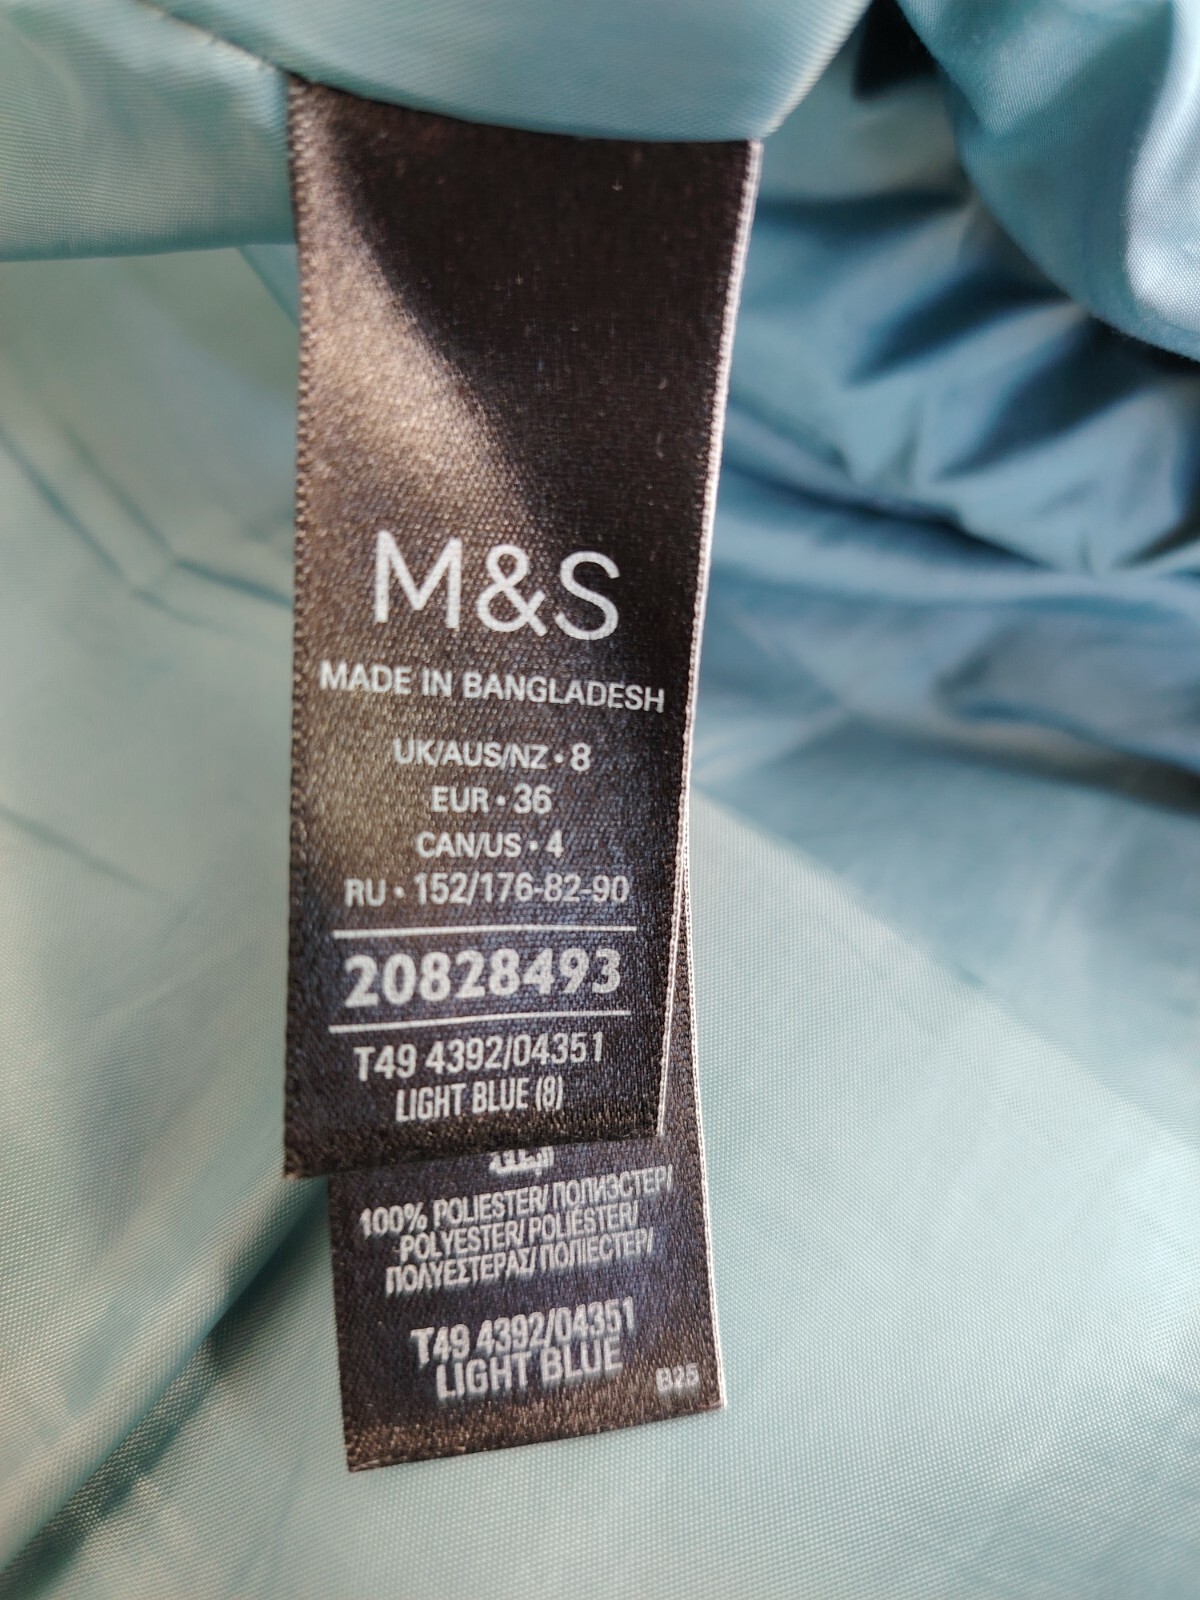 M&S
MADE IN BANGLADESH
UK/AUS/NZ • 8
EUR • 36
CAN/US • 4
RU • 152/176-82-90
20828493
T49 4392/04351
LIGHT BLUE (8)
100% POLIESTER/ ПОЛИЭСТЕР/
POLYESTER/ POLIÉSTER/
ΠΟΛΥΕΣΤΕΡΑΣ/ ПОЛІЕСТЕР/
T49 4392/04351
LIGHT BLUE
B25